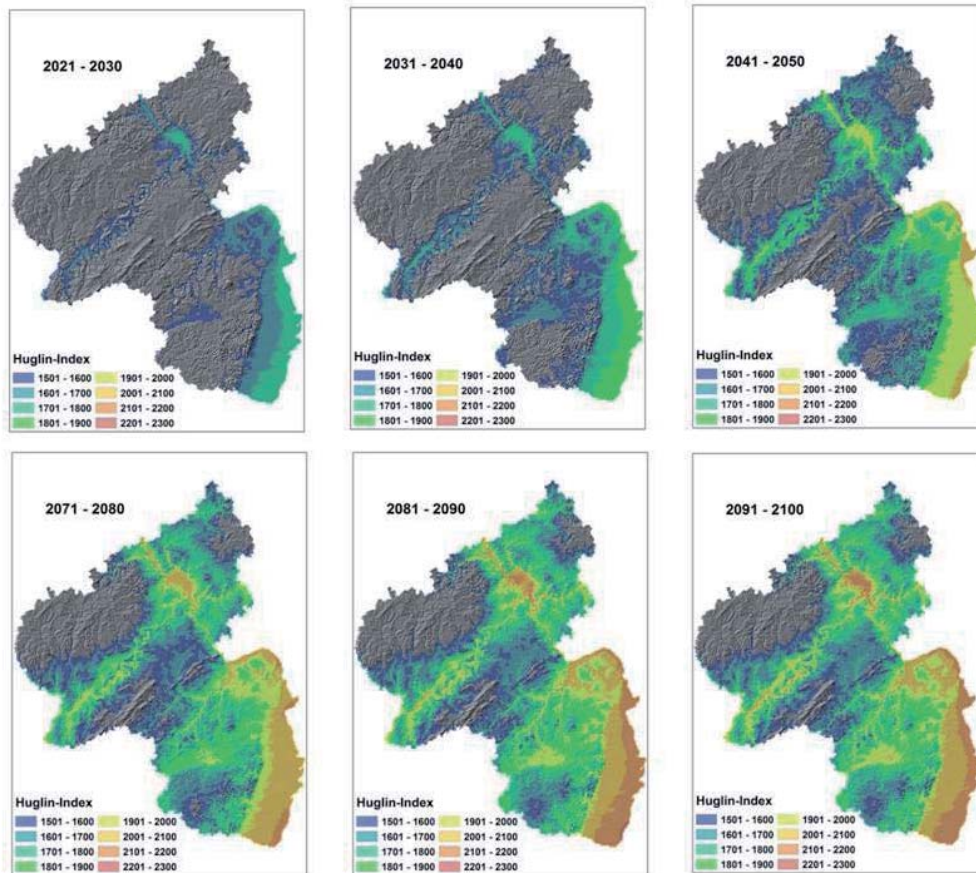 2021 - 2030
Huglin-Index
1501 - 1600 1901 - 2000
1601 - 1700 2001 - 2100
1701 - 1800 2101 - 2200
1801 - 1900 2201 - 2300
2031 - 2040
Huglin-Index
1501 - 1600 1901 - 2000
1601 - 1700 2001 - 2100
1701 - 1800 2101 - 2200
1801 - 1900 2201 - 2300
2041 - 2050
Huglin-Index
1501 - 1600 1901 - 2000
1601 - 1700 2001 - 2100
1701 - 1800 2101 - 2200
1801 - 1900 2201 - 2300
2071 - 2080
Huglin-Index
1501 - 1600 1901 - 2000
1601 - 1700 2001 - 2100
1701 - 1800 2101 - 2200
1801 - 1900 2201 - 2300
2081 - 2090
Huglin-Index
1501 - 1600 1901 - 2000
1601 - 1700 2001 - 2100
1701 - 1800 2101 - 2200
1801 - 1900 2201 - 2300
2091 - 2100
Huglin-Index
1501 - 1600 1901 - 2000
1601 - 1700 2001 - 2100
1701 - 1800 2101 - 2200
1801 - 1900 2201 - 2300